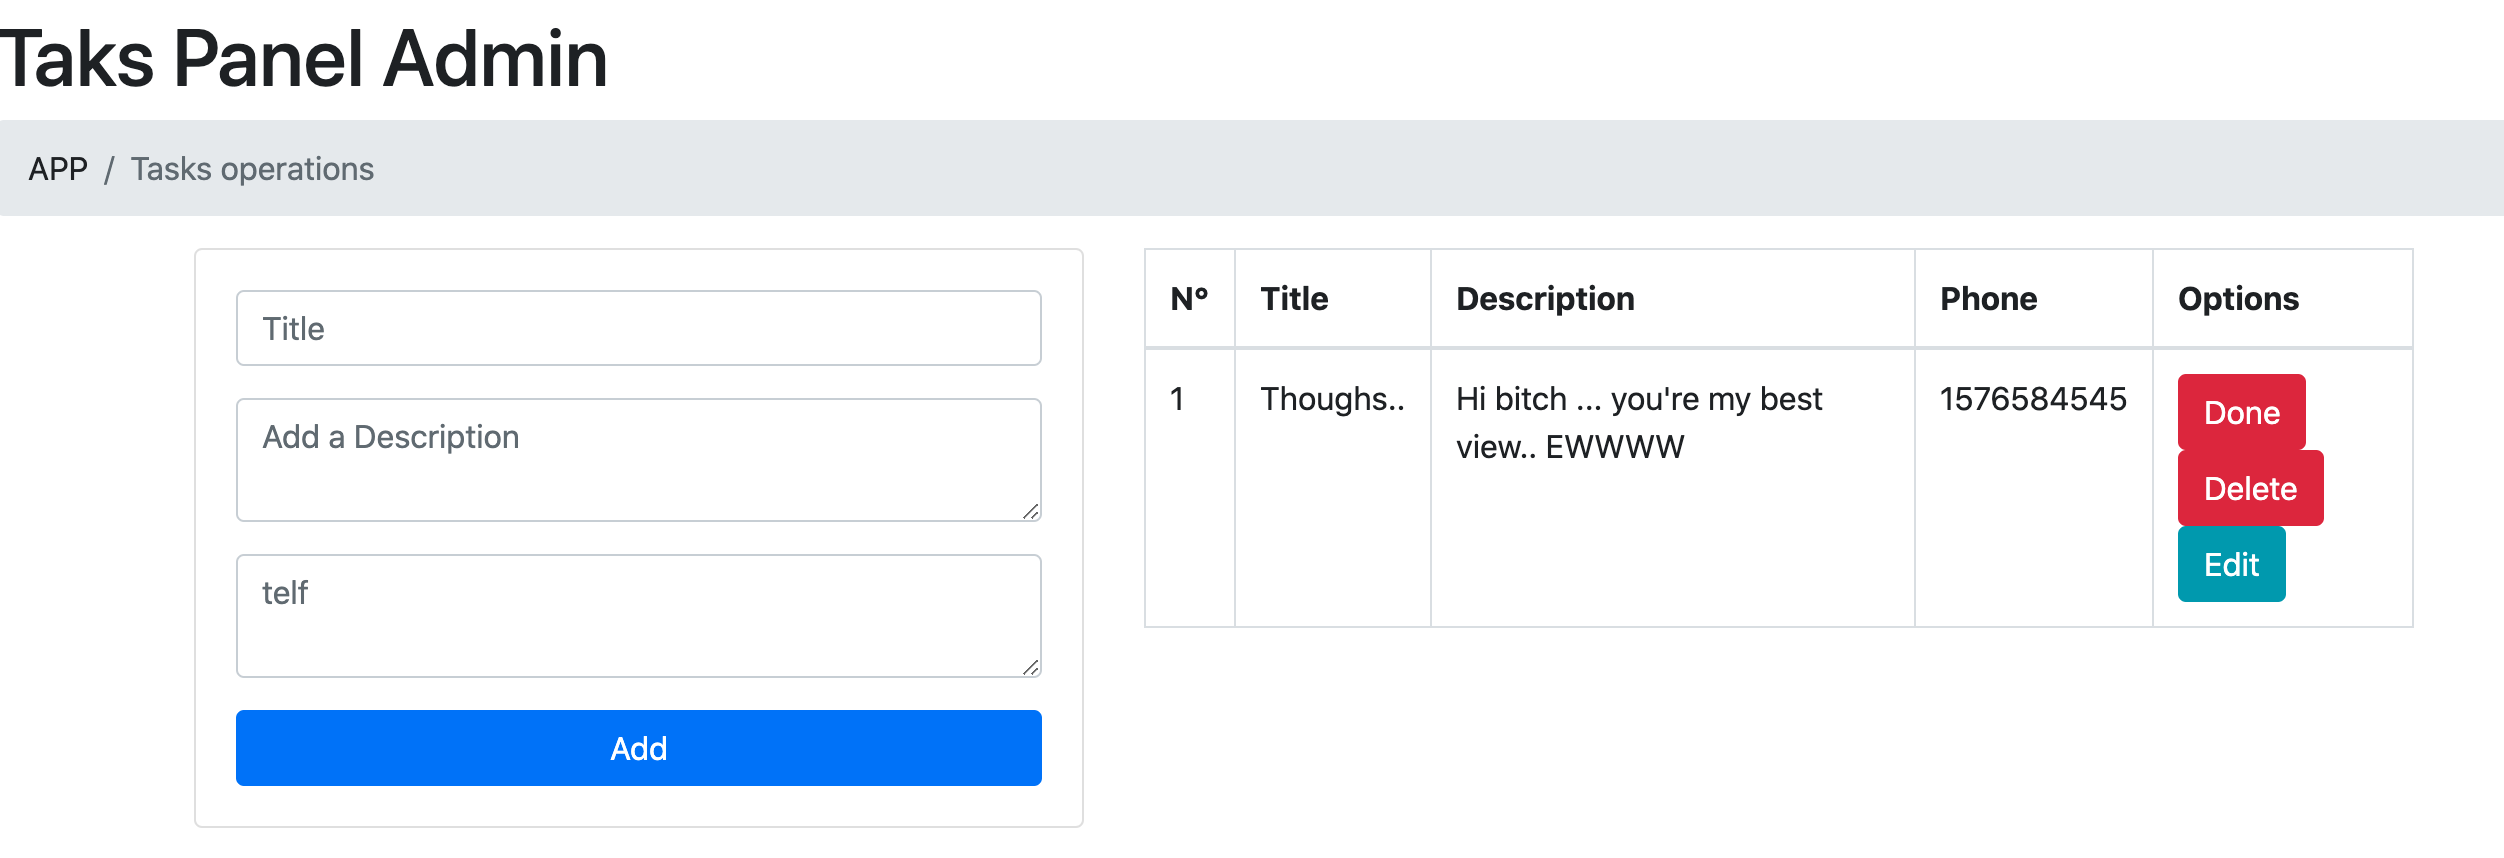 Taks Panel Admin
APP / Tasks operations
Title
Add a Description
telf
Add
Nº Title Description Phone Options
1 Thoughs.. Hi bitch ... you're my best 1576584545 Done
view.. EWWWW
Delete
Edit